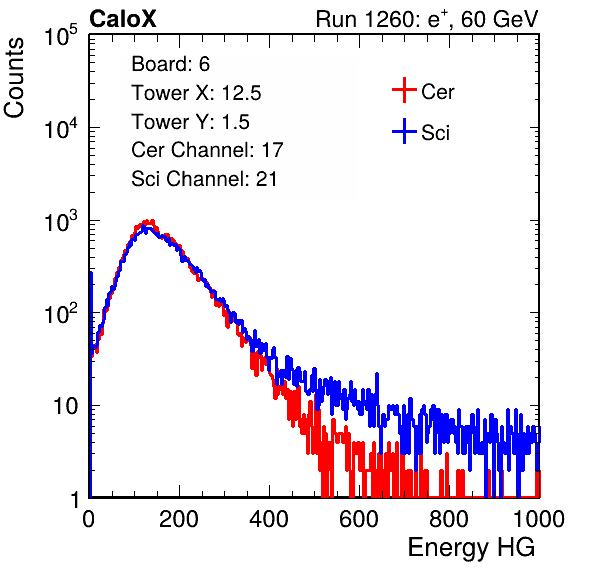 CaloX Run 1260: e⁺, 60 GeV
Counts
10⁵
10⁴
10³
10²
10
1
Board: 6
Tower X: 12.5
Tower Y: 1.5
Cer Channel: 17
Sci Channel: 21
Cer
Sci
0 200 400 600 800 1000
Energy HG